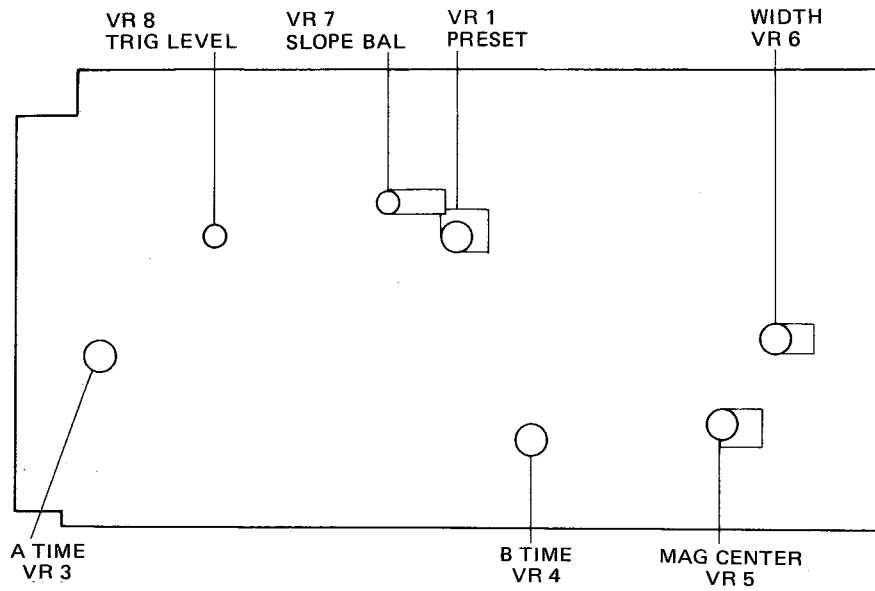 VR 8
TRIG LEVEL
VR 7
SLOPE BAL
VR 1
PRESET
WIDTH
VR 6
A TIME
VR 3
B TIME
VR 4
MAG CENTER
VR 5